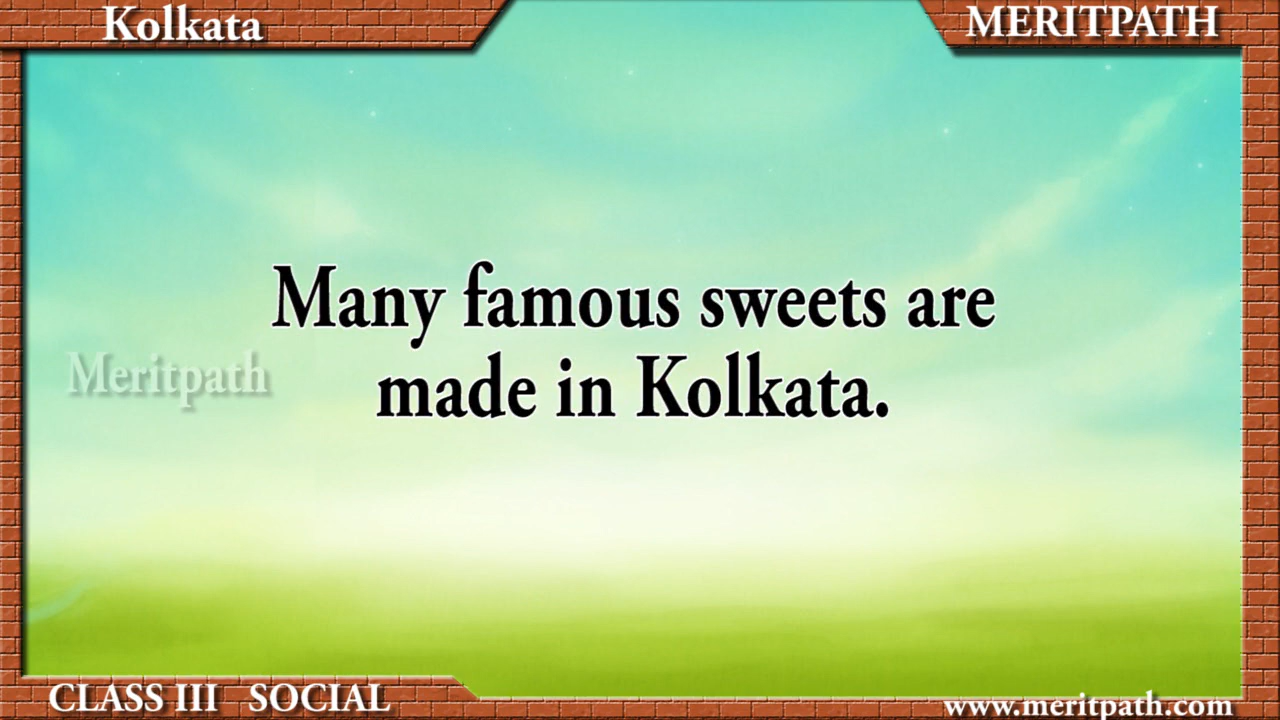 Kolkata
MERITPATH
Many famous sweets are
made in Kolkata.
Meritpath
CLASS III SOCIAL
www.meritpath.com